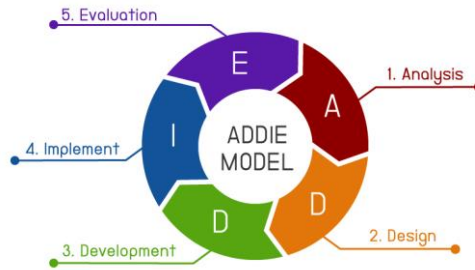 5. Evaluation
1. Analysis
E
A
I
ADDIE
MODEL
4. Implement
D
D
3. Development
2. Design